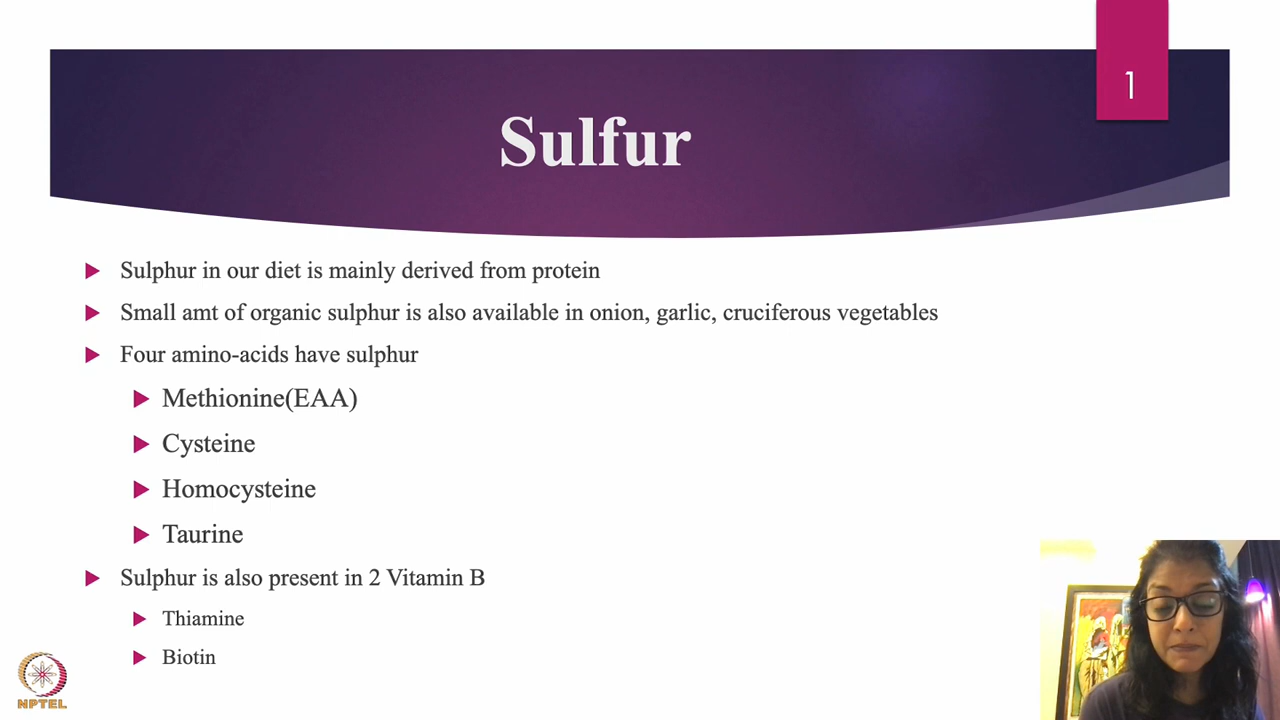 1
Sulfur
Sulphur in our diet is mainly derived from protein
Small amt of organic sulphur is also available in onion, garlic, cruciferous vegetables
Four amino-acids have sulphur
Methionine(EAA)
Cysteine
Homocysteine
Taurine
Sulphur is also present in 2 Vitamin B
Thiamine
Biotin
NPTEL